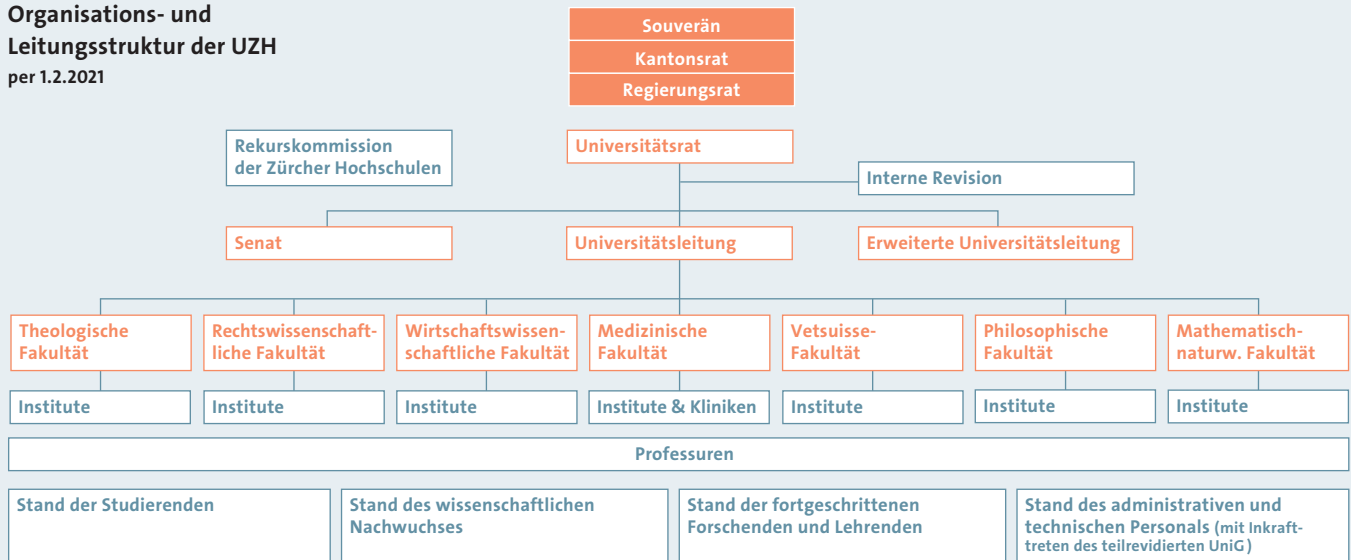 Organisations- und
Leitungsstruktur der UZH
per 1.2.2021
Souverän
Kantonsrat
Regierungsrat
Rekurskommission
der Zürcher Hochschulen
Universitätsrat
Interne Revision
Senat
Universitätsleitung
Erweiterte Universitätsleitung
Theologische
Fakultät
Rechtswissenschaft-
liche Fakultät
Wirtschaftswissen-
schaftliche Fakultät
Medizinische
Fakultät
Vetsuisse-
Fakultät
Philosophische
Fakultät
Mathematisch-
naturw. Fakultät
Institute
Institute
Institute
Institute & Kliniken
Institute
Institute
Institute
Professuren
Stand der Studierenden
Stand des wissenschaftlichen
Nachwuchses
Stand der fortgeschrittenen
Forschenden und Lehrenden
Stand des administrativen und
technischen Personals (mit Inkraft-
treten des teilrevidierten UniG)